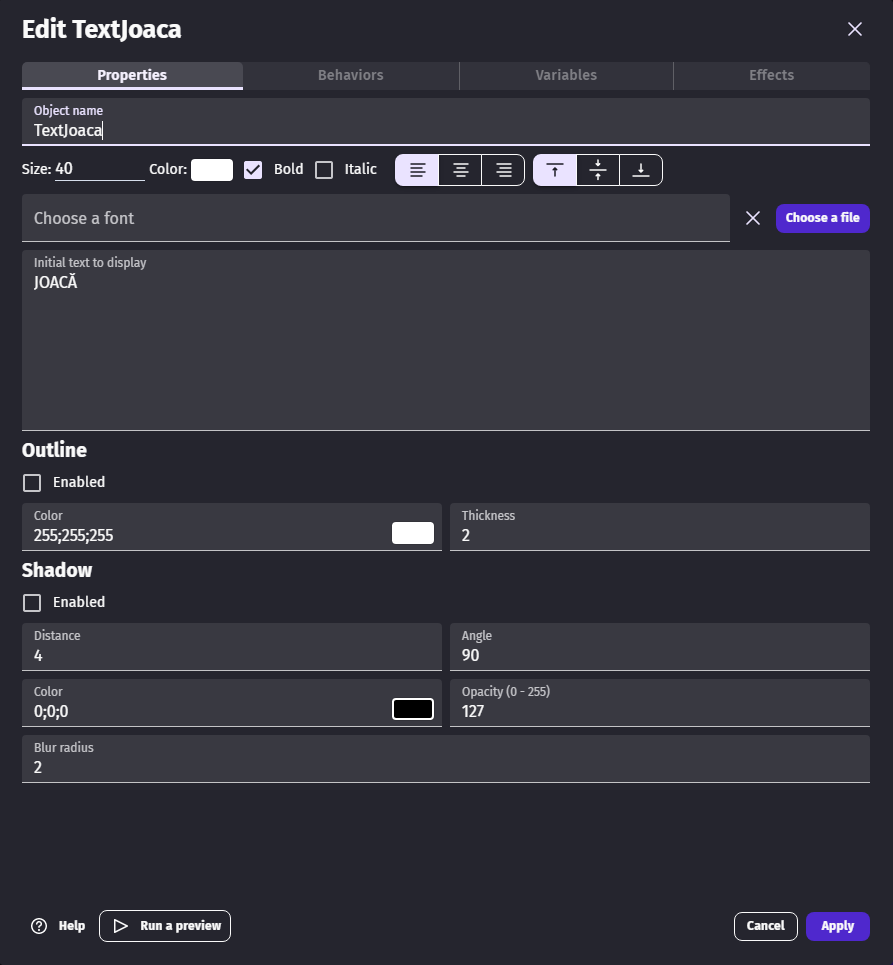 Edit TextJoaca
Properties Behaviors Variables Effects
Object name
TextJoaca
Size: 40 Color: Bold Italic
Choose a font Choose a file
Initial text to display
JOACĂ
Outline
Enabled
Color Thickness
255;255;255 2
Shadow
Enabled
Distance Angle
4 90
Color Opacity (0 - 255)
0;0;0 127
Blur radius
2
Help Run a preview Cancel Apply